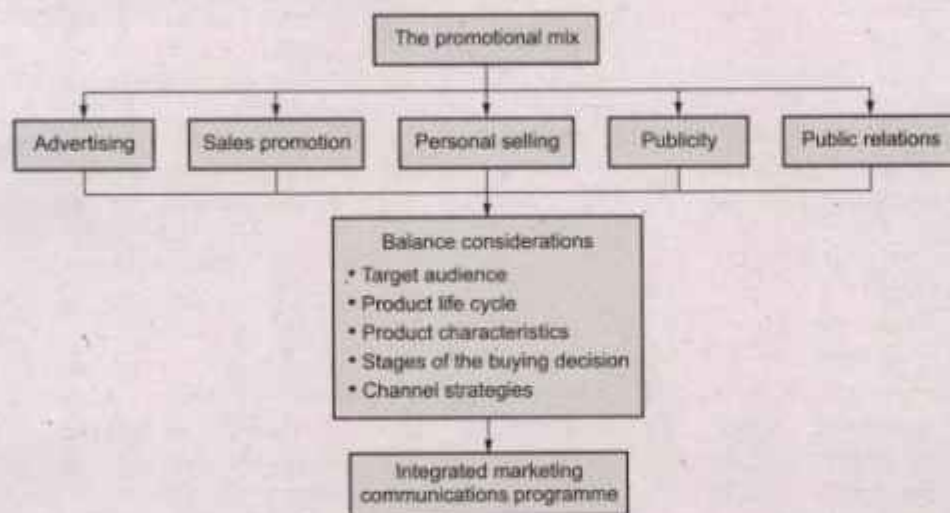 The promotional mix
Advertising
Sales promotion
Personal selling
Publicity
Public relations
Balance considerations
• Target audience
• Product life cycle
• Product characteristics
• Stages of the buying decision
• Channel strategies
Integrated marketing
communications programme